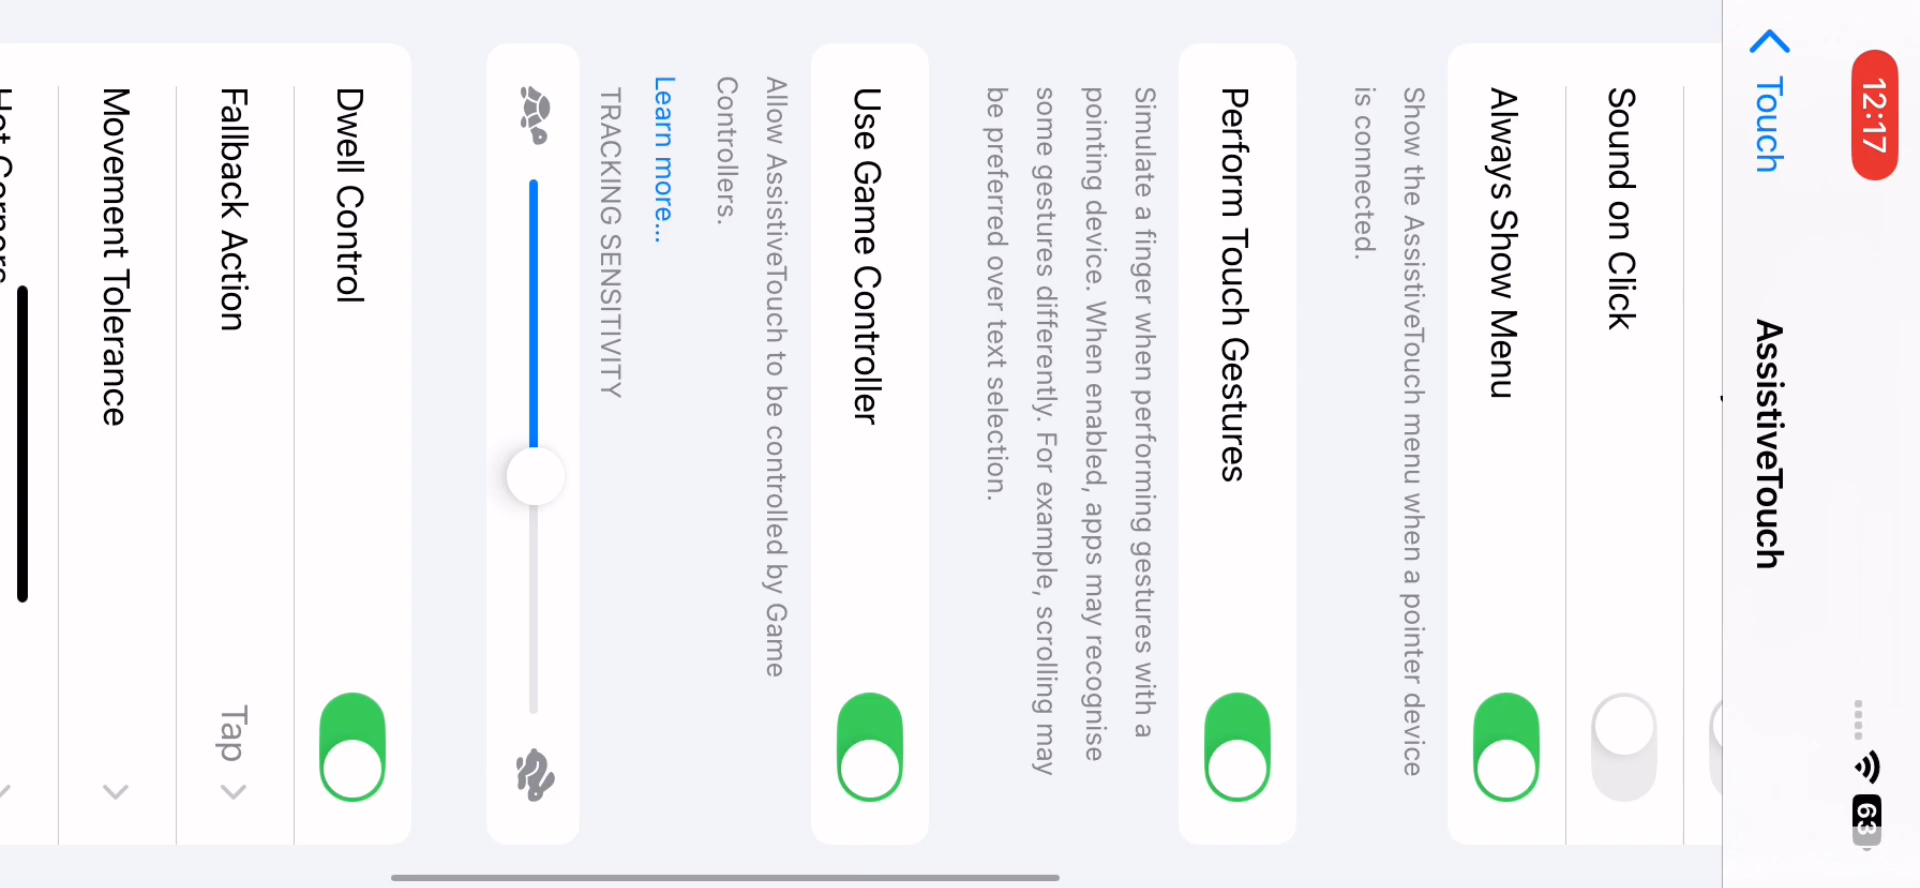 12:17
63
Touch
AssistiveTouch
Sound on Click
Always Show Menu
Show the AssistiveTouch menu when a pointer device
is connected.
Perform Touch Gestures
Simulate a finger when performing gestures with a
pointing device. When enabled, apps may recognise
some gestures differently. For example, scrolling may
be preferred over text selection.
Use Game Controller
Allow AssistiveTouch to be controlled by Game
Controllers.
Learn more...
TRACKING SENSITIVITY
Dwell Control
Fallback Action
Tap
Movement Tolerance
Hot Corners